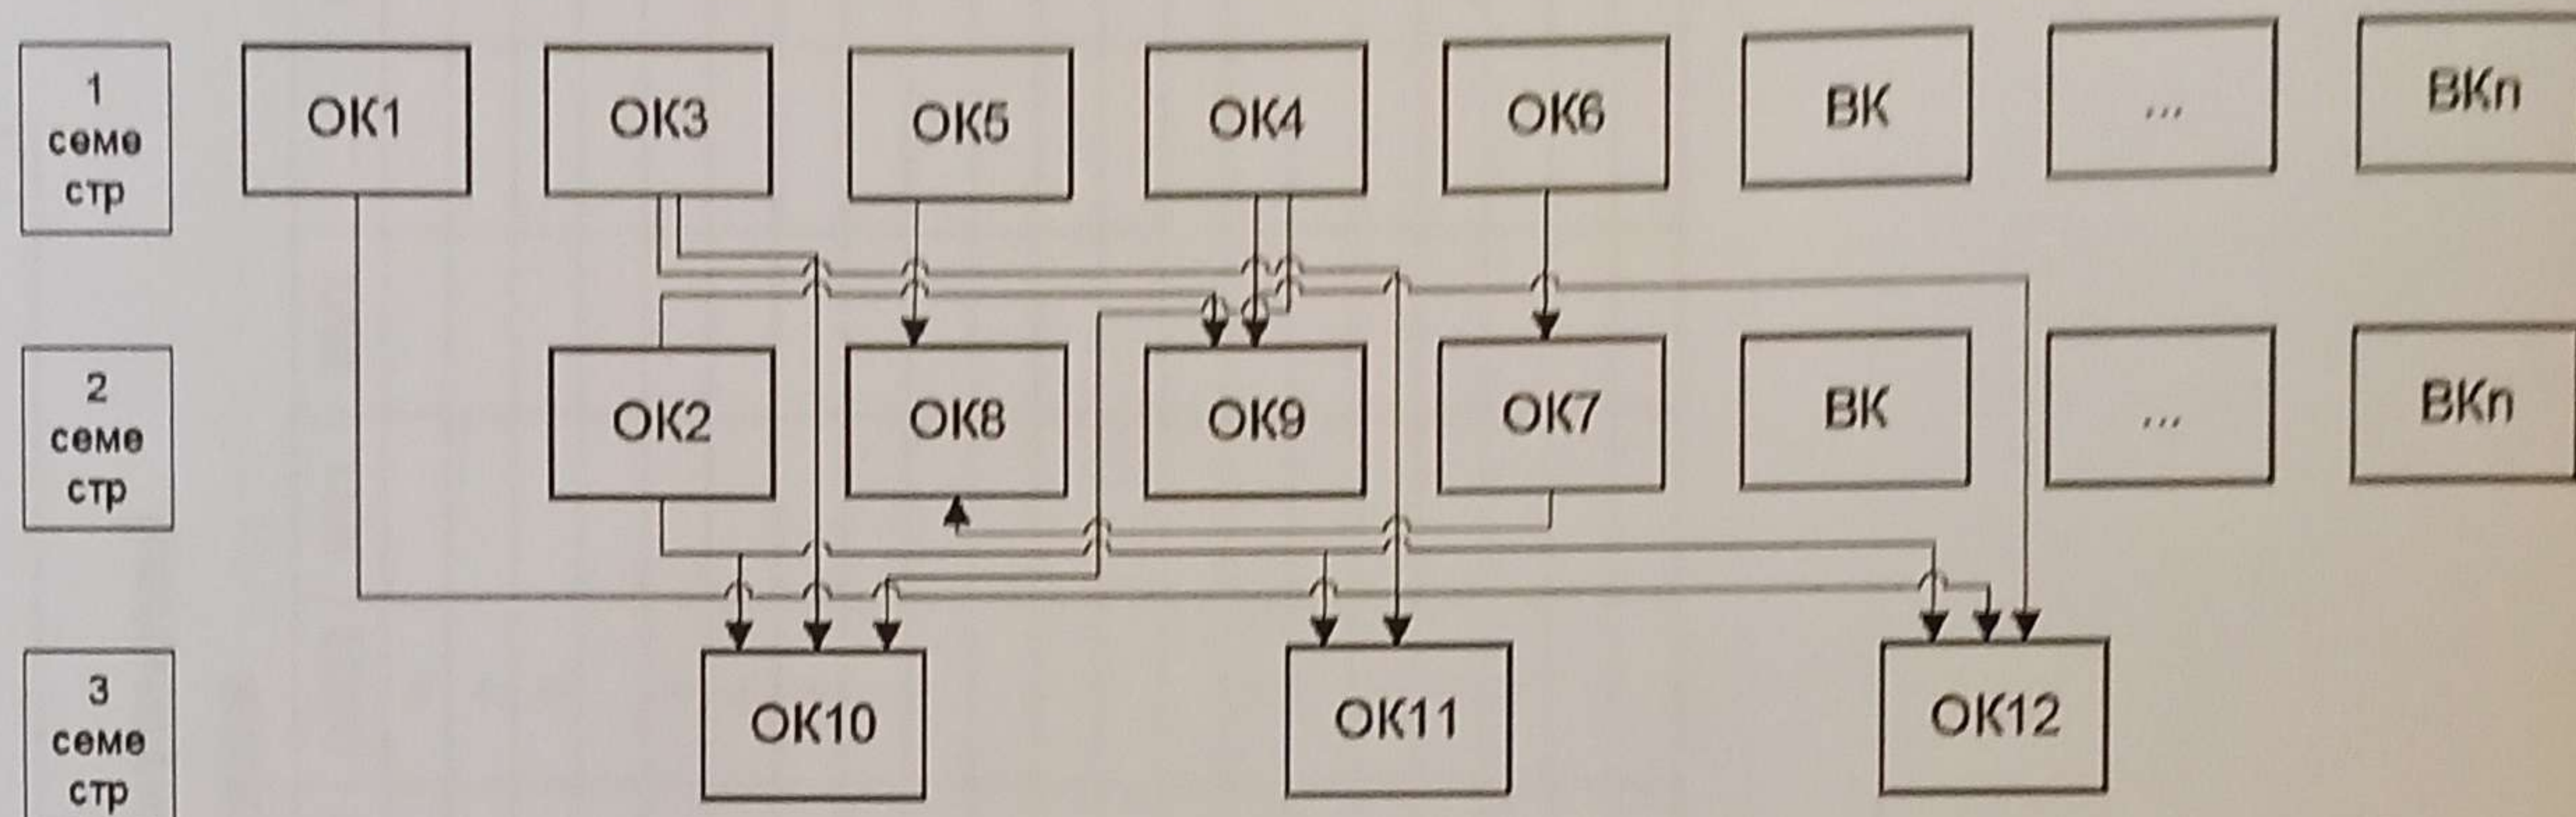 1
семе
стр
ОК1
ОК3
ОК5
ОК4
ОК6
ВК
...
ВКn
2
семе
стр
ОК2
ОК8
ОК9
ОК7
ВК
...
ВКn
3
семе
стр
ОК10
ОК11
ОК12